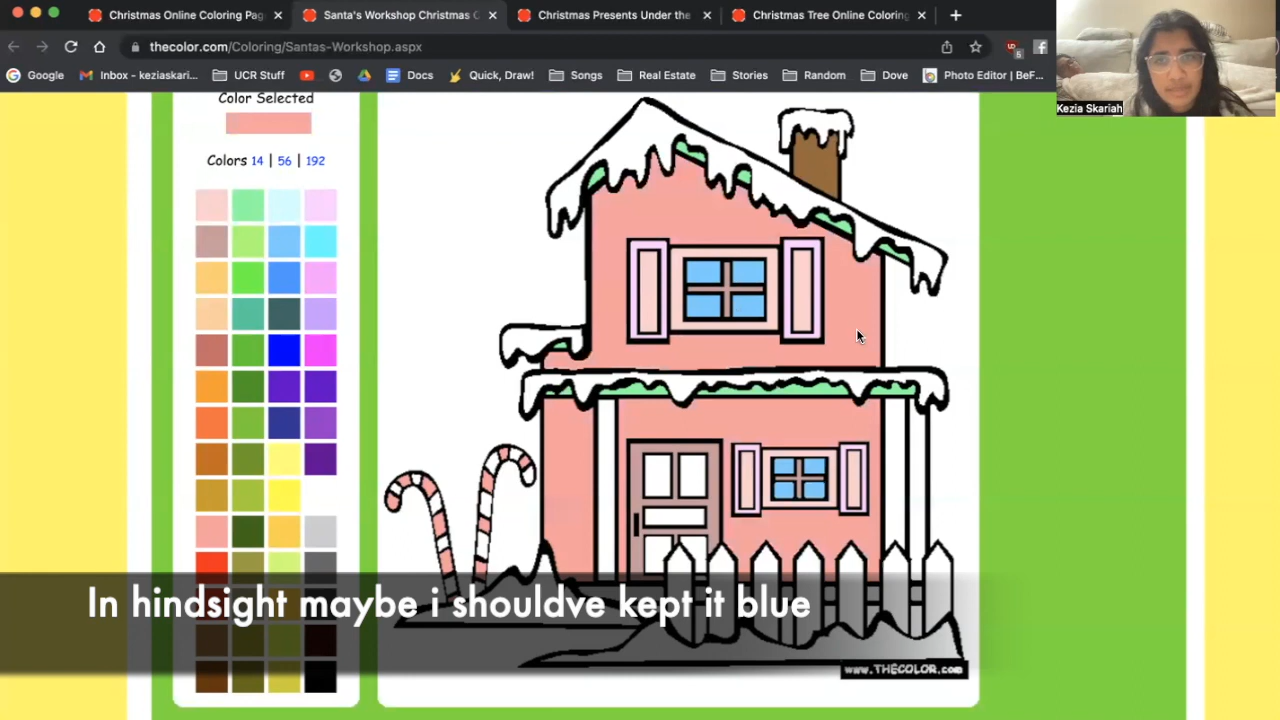 Christmas Online Coloring Pag
Santa's Workshop Christmas C
Christmas Presents Under the
Christmas Tree Online Coloring
thecolor.com/Coloring/Santas-Workshop.aspx
Google
Inbox - keziaskari...
UCR Stuff
Docs
Quick, Draw!
Songs
Real Estate
Stories
Random
Dove
Photo Editor | BeF...
Kezia Skariah
Color Selected
Colors 14 | 56 | 192
In hindsight maybe i shouldve kept it blue
www.THECOLOR.com